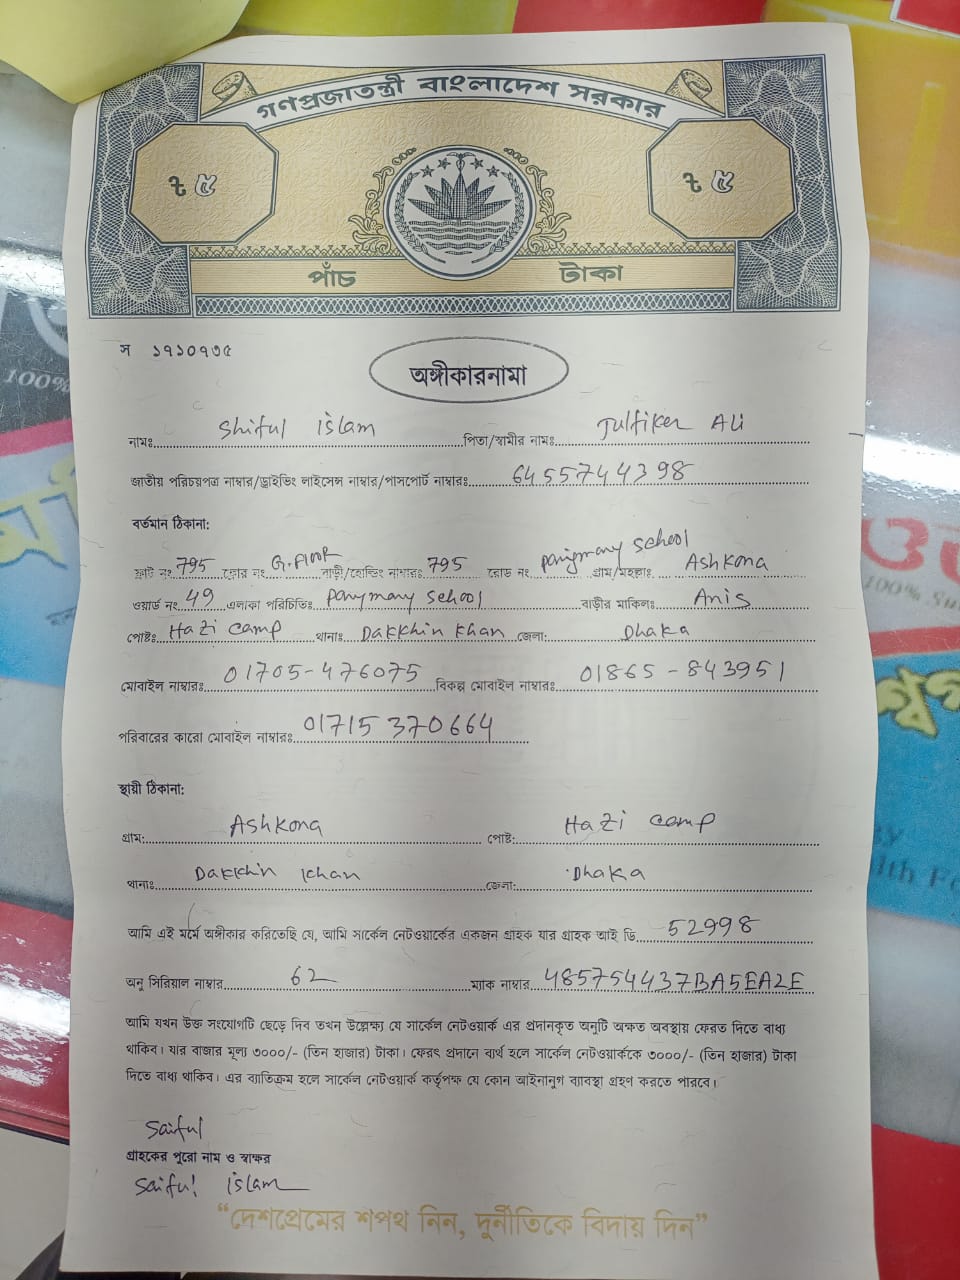 গণপ্রজাতন্ত্রী বাংলাদেশ সরকার
৳ ৫ ৳ ৫
পাঁচ টাকা
স ১৭১০৭৩৫
অঙ্গীকারনামা
নামঃ Shiful islam পিতা/স্বামীর নামঃ Julfiker Ali
জাতীয় পরিচয়পত্র নাম্বার/ড্রাইভিং লাইসেন্স নাম্বার/পাসপোর্ট নাম্বারঃ 6455744398
বর্তমান ঠিকানা:
ফ্লাট নং 795 ফ্লোর নং G.Floor বাড়ী/হোল্ডিং নাম্বারঃ 795 রোড নং school গ্রাম/মহল্লাঃ Ashkona
ওয়ার্ড নং 49 এলাকা পরিচিতিঃ school বাড়ীর মালিকঃ Anis
পোষ্টঃ Hazi Camp থানাঃ Dakkhin Khan জেলা: Dhaka
মোবাইল নাম্বারঃ 01705-476075 বিকল্প মোবাইল নাম্বারঃ 01865-843951
পরিবারের কারো মোবাইল নাম্বারঃ 01715370664
স্থায়ী ঠিকানা:
গ্রাম: Ashkona পোষ্ট: Hazi Camp
থানাঃ Dakkhin Khan জেলা: Dhaka
আমি এই মর্মে অঙ্গীকার করিতেছি যে, আমি সার্কেল নেটওয়ার্কের একজন গ্রাহক যার গ্রাহক আই ডি 52998
অনু সিরিয়াল নাম্বার 62 ম্যাক নাম্বার 485754437BA5EA2E
আমি যখন উক্ত সংযোগটি ছেড়ে দিব তখন উল্লেক্ষ্য যে সার্কেল নেটওয়ার্ক এর প্রদানকৃত অনুটি অক্ষত অবস্থায় ফেরত দিতে বাধ্য
থাকিব। যার বাজার মূল্য ৩০০০/- (তিন হাজার) টাকা। ফেরৎ প্রদানে ব্যর্থ হলে সার্কেল নেটওয়ার্ককে ৩০০০/- (তিন হাজার) টাকা
দিতে বাধ্য থাকিব। এর ব্যতিক্রম হলে সার্কেল নেটওয়ার্ক কর্তৃপক্ষ যে কোন আইনানুগ ব্যাবস্থা গ্রহণ করতে পারবে।
Saiful
গ্রাহকের পুরো নাম ও স্বাক্ষর
Saiful islam
“দেশপ্রেমের শপথ নিন, দুর্নীতিকে বিদায় দিন”
100%
100% Su